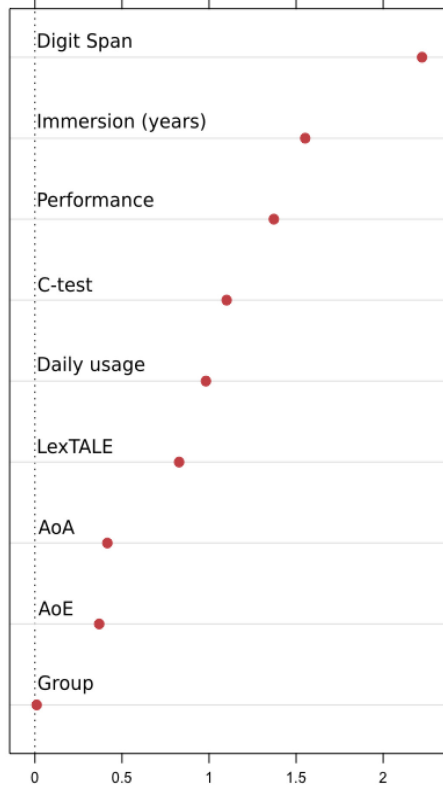 Digit Span
Immersion (years)
Performance
C-test
Daily usage
LexTALE
AoA
AoE
Group
0 0.5 1 1.5 2